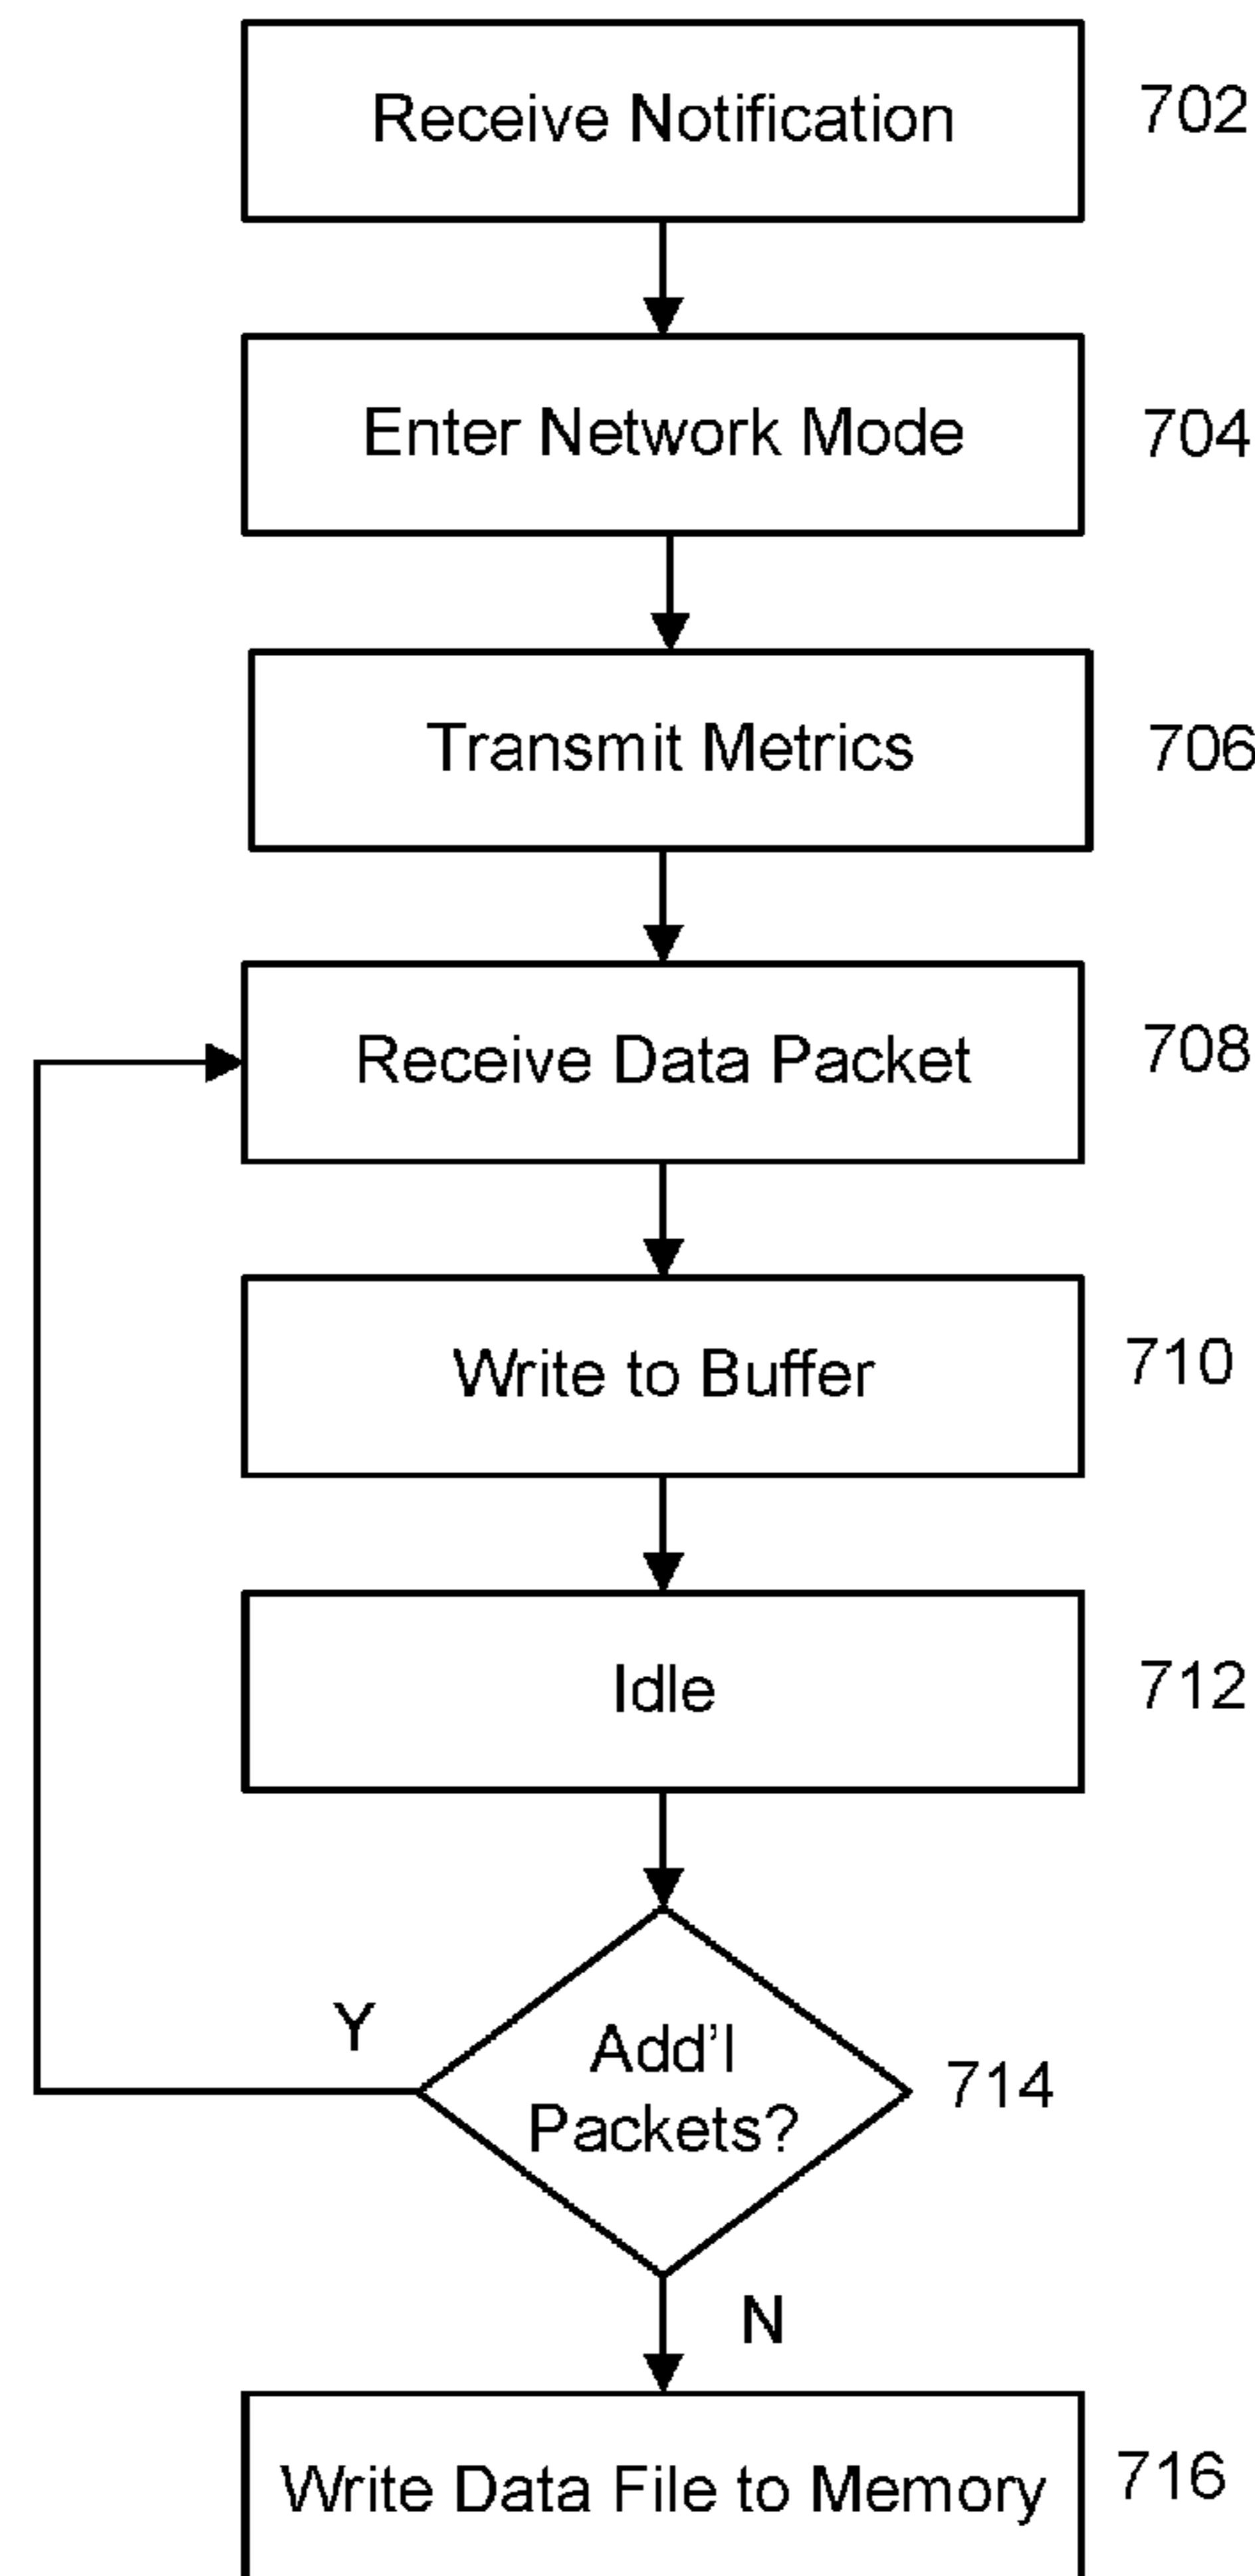 Receive Notification 702
Enter Network Mode 704
Transmit Metrics 706
Receive Data Packet 708
Write to Buffer 710
Idle 712
Y
Add'l
Packets?
714
N
Write Data File to Memory 716